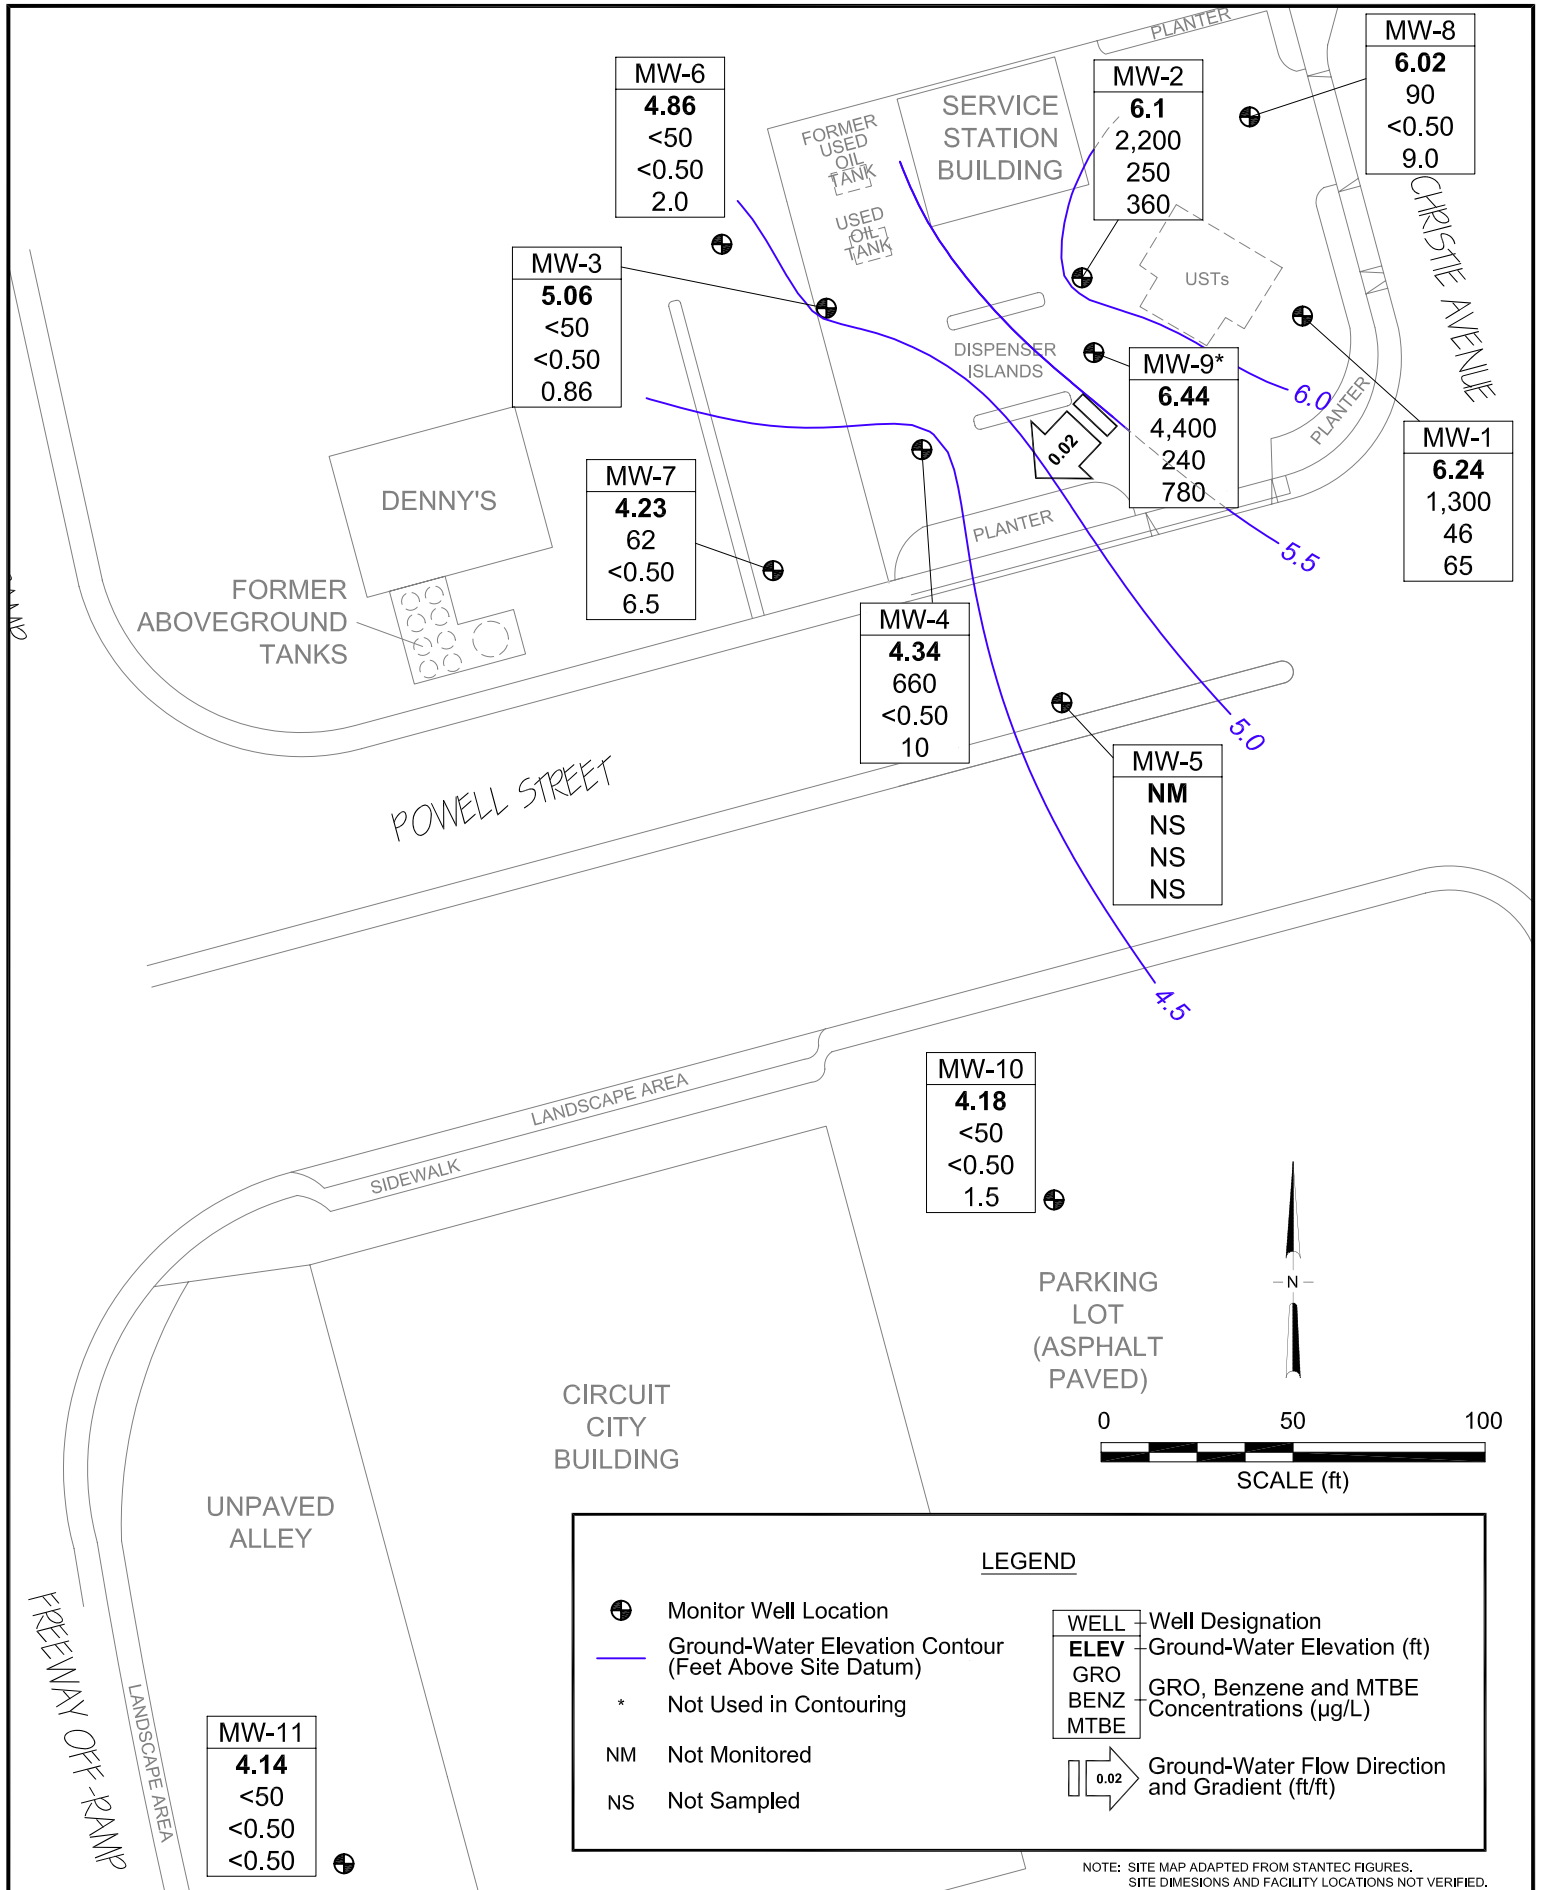 PLANTER
MW-8
6.02
90
<0.50
9.0
MW-6
4.86
<50
<0.50
2.0
MW-2
6.1
2,200
250
360
SERVICE
STATION
BUILDING
FORMER
USED
OIL
TANK
USED
OIL
TANK
CHRISTIE AVENUE
USTs
MW-3
5.06
<50
<0.50
0.86
DISPENSER
ISLANDS
MW-9*
6.44
4,400
240
780
6.0
PLANTER
MW-1
6.24
1,300
46
65
0.02
DENNY'S
MW-7
4.23
62
<0.50
6.5
PLANTER
5.5
FORMER
ABOVEGROUND
TANKS
MW-4
4.34
660
<0.50
10
5.0
MW-5
NM
NS
NS
NS
POWELL STREET
4.5
MW-10
4.18
<50
<0.50
1.5
LANDSCAPE AREA
SIDEWALK
N
PARKING
LOT
(ASPHALT
PAVED)
CIRCUIT
CITY
BUILDING
0 50 100
SCALE (ft)
UNPAVED
ALLEY
FREEWAY OFF-RAMP
LANDSCAPE AREA
MW-11
4.14
<50
<0.50
<0.50
LEGEND
Monitor Well Location
Ground-Water Elevation Contour
(Feet Above Site Datum)
* Not Used in Contouring
NM Not Monitored
NS Not Sampled
WELL Well Designation
ELEV Ground-Water Elevation (ft)
GRO
BENZ
MTBE
GRO, Benzene and MTBE
Concentrations (µg/L)
0.02
Ground-Water Flow Direction
and Gradient (ft/ft)
NOTE: SITE MAP ADAPTED FROM STANTEC FIGURES.
SITE DIMESIONS AND FACILITY LOCATIONS NOT VERIFIED.